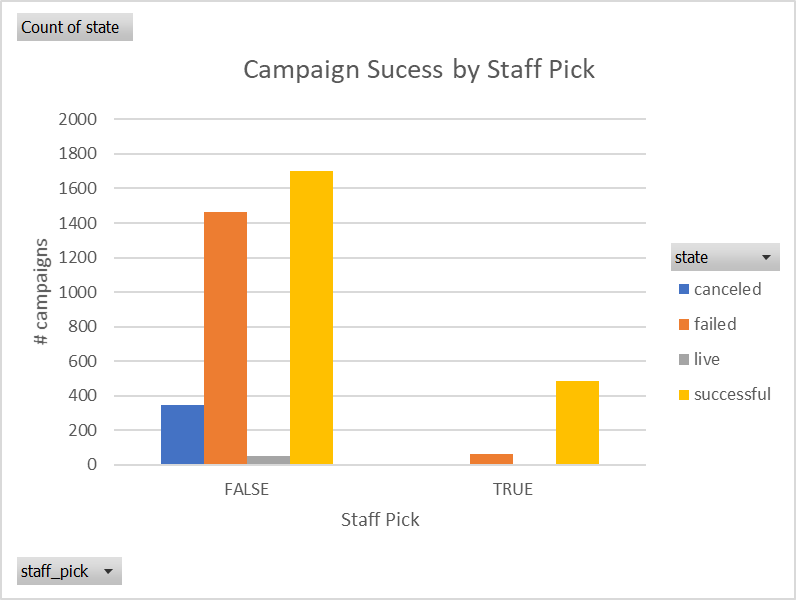 Count of state
Campaign Sucess by Staff Pick
2000
1800
1600
1400
1200
1000
800
600
400
200
0
# campaigns
FALSE
TRUE
Staff Pick
state
canceled
failed
live
successful
staff_pick